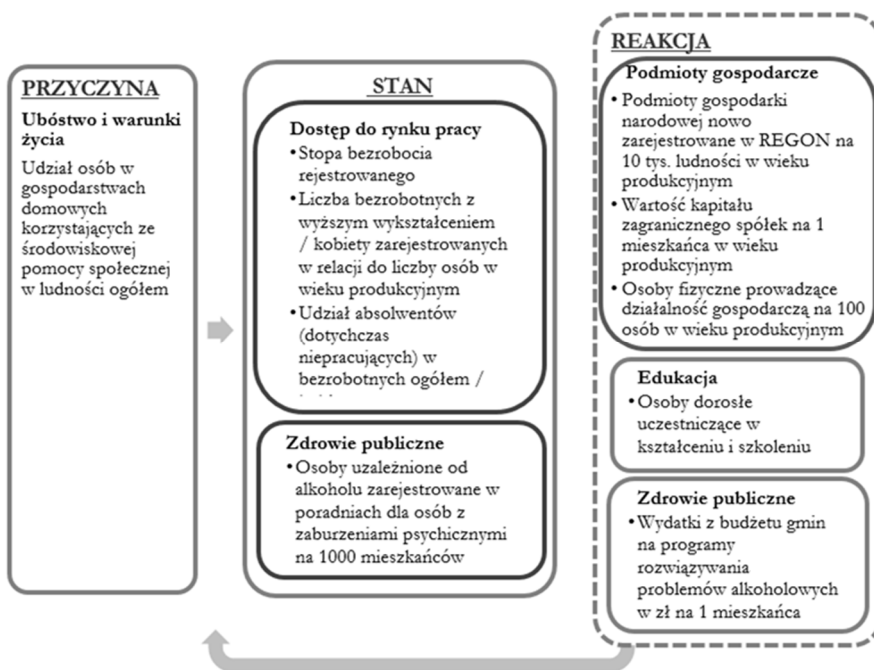 PRZYCZYNA
Ubóstwo i warunki
życia
Udział osób w
gospodarstwach
domowych
korzystających ze
środowiskowej
pomocy społecznej
w ludności ogółem
STAN
Dostęp do rynku pracy
•Stopa bezrobocia
rejestrowanego
•Liczba bezrobotnych z
wyższym wykształceniem
/ kobiety zarejestrowanych
w relacji do liczby osób w
wieku produkcyjnym
•Udział absolwentów
(dotychczas
niepracujących) w
bezrobotnych ogółem /
Zdrowie publiczne
•Osoby uzależnione od
alkoholu zarejestrowane w
poradniach dla osób z
zaburzeniami psychicznymi
na 1000 mieszkańców
REAKCJA
Podmioty gospodarcze
• Podmioty gospodarki
narodowej nowo
zarejestrowane w REGON na
10 tys. ludności w wieku
produkcyjnym
• Wartość kapitału
zagranicznego spółek na 1
mieszkańca w wieku
produkcyjnym
• Osoby fizyczne prowadzące
działalność gospodarczą na 100
osób w wieku produkcyjnym
Edukacja
•Osoby dorosłe
uczestniczące w
kształceniu i szkoleniu
Zdrowie publiczne
•Wydatki z budżetu gmin
na programy
rozwiązywania
problemów alkoholowych
w zł na 1 mieszkańca